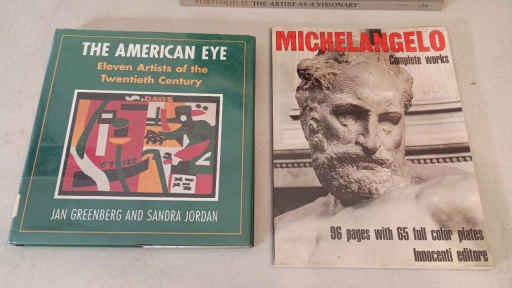 THE ARTIST AS A VISIONARY
THE AMERICAN EYE
Eleven Artists of the
Twentieth Century
JAN GREENBERG AND SANDRA JORDAN
MICHELANGELO
Complete works
96 pages with 65 full color plates
Innocenti editore